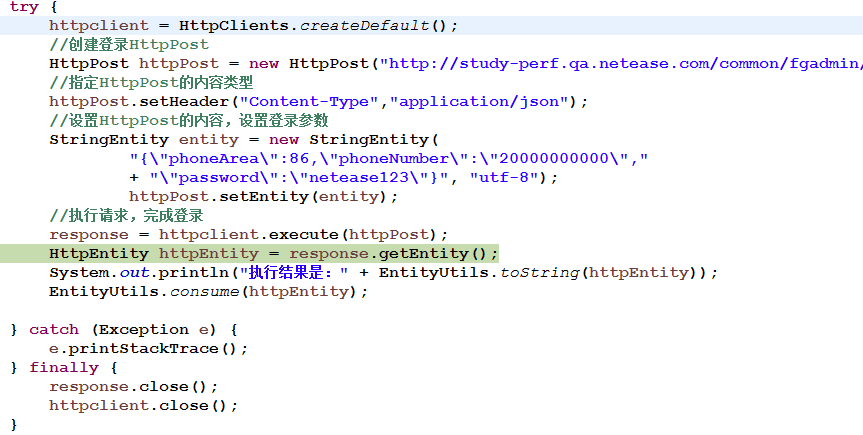 try {
httpclient = HttpClients.createDefault();
//创建登录HttpPost
HttpPost httpPost = new HttpPost("http://study-perf.qa.netease.com/common/fgadmin/
//指定HttpPost的内容类型
httpPost.setHeader("Content-Type","application/json");
//设置HttpPost的内容，设置登录参数
StringEntity entity = new StringEntity(
"{\"phoneArea\":86,\"phoneNumber\":\"20000000000\","
+ "\"password\":\"netease123\"}", "utf-8");
httpPost.setEntity(entity);
//执行请求，完成登录
response = httpclient.execute(httpPost);
HttpEntity httpEntity = response.getEntity();
System.out.println("执行结果是：" + EntityUtils.toString(httpEntity));
EntityUtils.consume(httpEntity);
} catch (Exception e) {
e.printStackTrace();
} finally {
response.close();
httpclient.close();
}